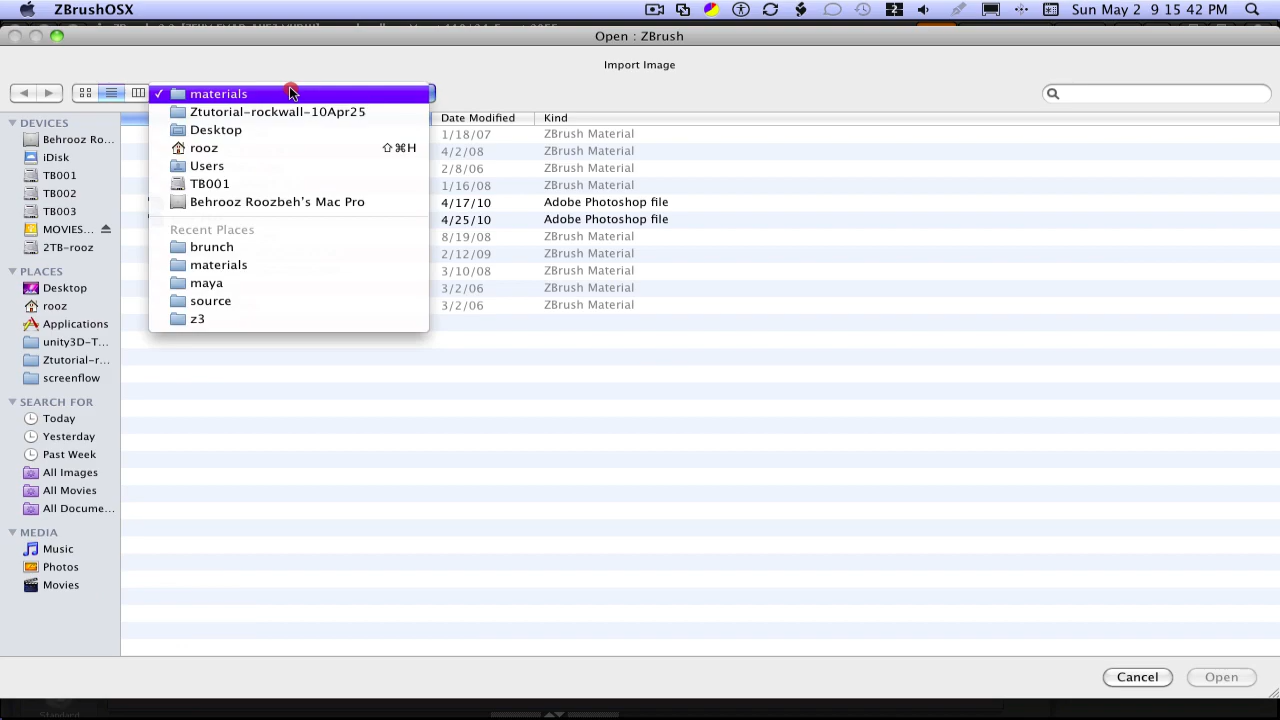 ZBrushOSX
Sun May 2 9 15 42 PM
Open : ZBrush
Import Image
materials
Ztutorial-rockwall-10Apr25
Desktop
rooz ⇧⌘H
Users
TB001
Behrooz Roozbeh's Mac Pro
Recent Places
brunch
materials
maya
source
z3
DEVICES
Behrooz Ro...
iDisk
TB001
TB002
TB003
MOVIES...
2TB-rooz
PLACES
Desktop
rooz
Applications
unity3D-T...
Ztutorial-r...
screenflow
SEARCH FOR
Today
Yesterday
Past Week
All Images
All Movies
All Docume...
MEDIA
Music
Photos
Movies
Date Modified Kind
1/18/07 ZBrush Material
4/2/08 ZBrush Material
2/8/06 ZBrush Material
1/16/08 ZBrush Material
4/17/10 Adobe Photoshop file
4/25/10 Adobe Photoshop file
8/19/08 ZBrush Material
2/12/09 ZBrush Material
3/10/08 ZBrush Material
3/2/06 ZBrush Material
3/2/06 ZBrush Material
Cancel Open
Standard